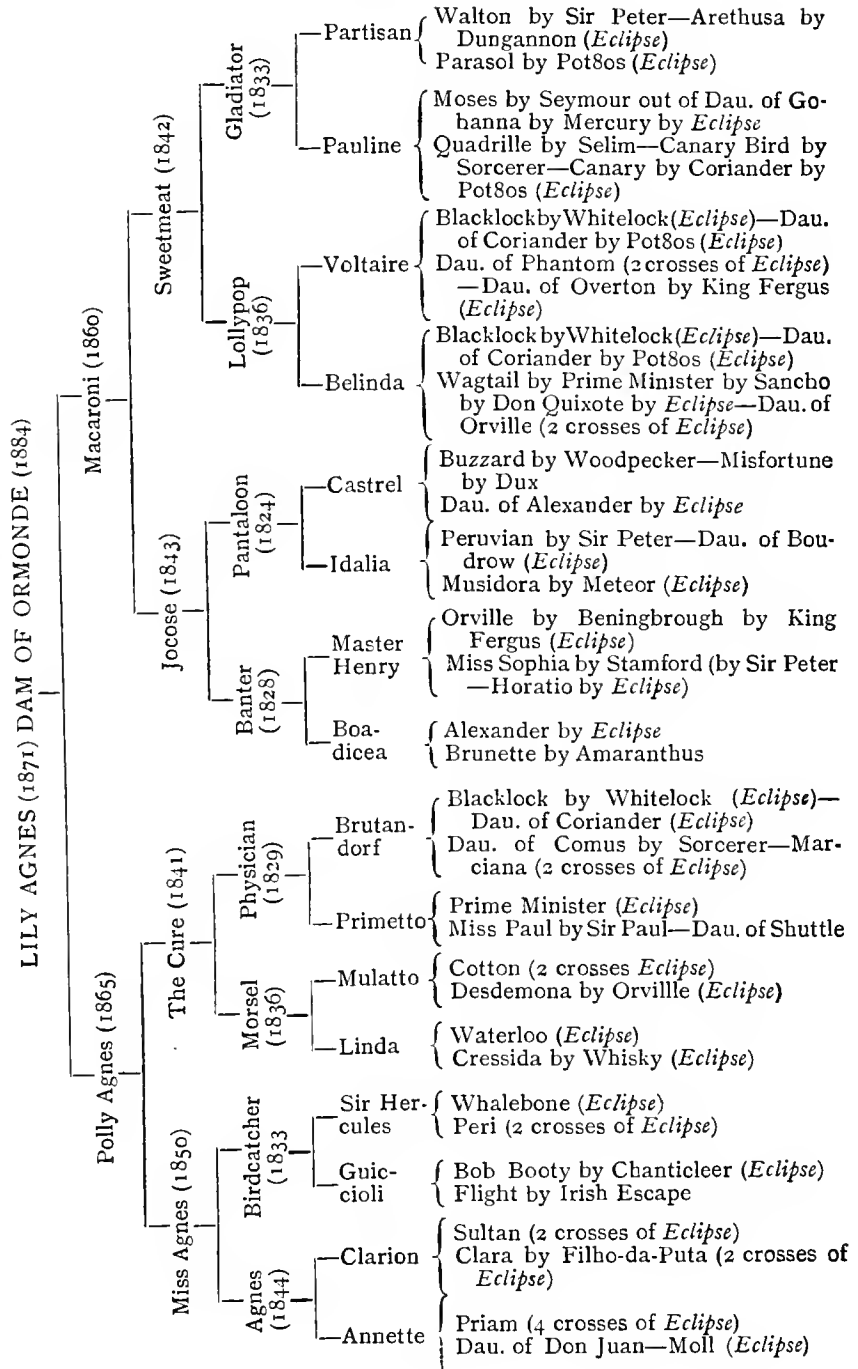 LILY AGNES (1871) DAM OF ORMONDE (1884)
Macaroni (1860)
Sweetmeat (1842)
Gladiator
(1833)
—Partisan
Walton by Sir Peter—Arethusa by
Dungannon (Eclipse)
Parasol by Pot8os (Eclipse)
—Pauline
Moses by Seymour out of Dau. of Go-
hanna by Mercury by Eclipse
Quadrille by Selim—Canary Bird by
Sorcerer—Canary by Coriander by
Pot8os (Eclipse)
Lollypop
(1836)
—Voltaire
Blacklock by Whitelock (Eclipse)—Dau.
of Coriander by Pot8os (Eclipse)
Dau. of Phantom (2 crosses of Eclipse)
—Dau. of Overton by King Fergus
(Eclipse)
—Belinda
Blacklock by Whitelock (Eclipse)—Dau.
of Coriander by Pot8os (Eclipse)
Wagtail by Prime Minister by Sancho
by Don Quixote by Eclipse—Dau. of
Orville (2 crosses of Eclipse)
Jocose (1843)
Pantaloon
(1824)
—Castrel
Buzzard by Woodpecker—Misfortune
by Dux
Dau. of Alexander by Eclipse
—Idalia
Peruvian by Sir Peter—Dau. of Bou-
drow (Eclipse)
Musidora by Meteor (Eclipse)
Banter
(1828)
Master
Henry
Orville by Beningbrough by King
Fergus (Eclipse)
Miss Sophia by Stamford (by Sir Peter
—Horatio by Eclipse)
Boa-
dicea
Alexander by Eclipse
Brunette by Amaranthus
Polly Agnes (1865)
The Cure (1841)
Physician
(1829)
Brutan-
dorf
Blacklock by Whitelock (Eclipse)—
Dau. of Coriander (Eclipse)
Dau. of Comus by Sorcerer—Mar-
ciana (2 crosses of Eclipse)
—Primetto
Prime Minister (Eclipse)
Miss Paul by Sir Paul—Dau. of Shuttle
Morsel
(1836)
—Mulatto
Cotton (2 crosses Eclipse)
Desdemona by Orvillle (Eclipse)
—Linda
Waterloo (Eclipse)
Cressida by Whisky (Eclipse)
Miss Agnes (1850)
Birdcatcher
(1833
Sir Her-
cules
Whalebone (Eclipse)
Peri (2 crosses of Eclipse)
Guic-
cioli
Bob Booty by Chanticleer (Eclipse)
Flight by Irish Escape
Agnes
(1844)
—Clarion
Sultan (2 crosses of Eclipse)
Clara by Filho-da-Puta (2 crosses of
Eclipse)
—Annette
Priam (4 crosses of Eclipse)
Dau. of Don Juan—Moll (Eclipse)